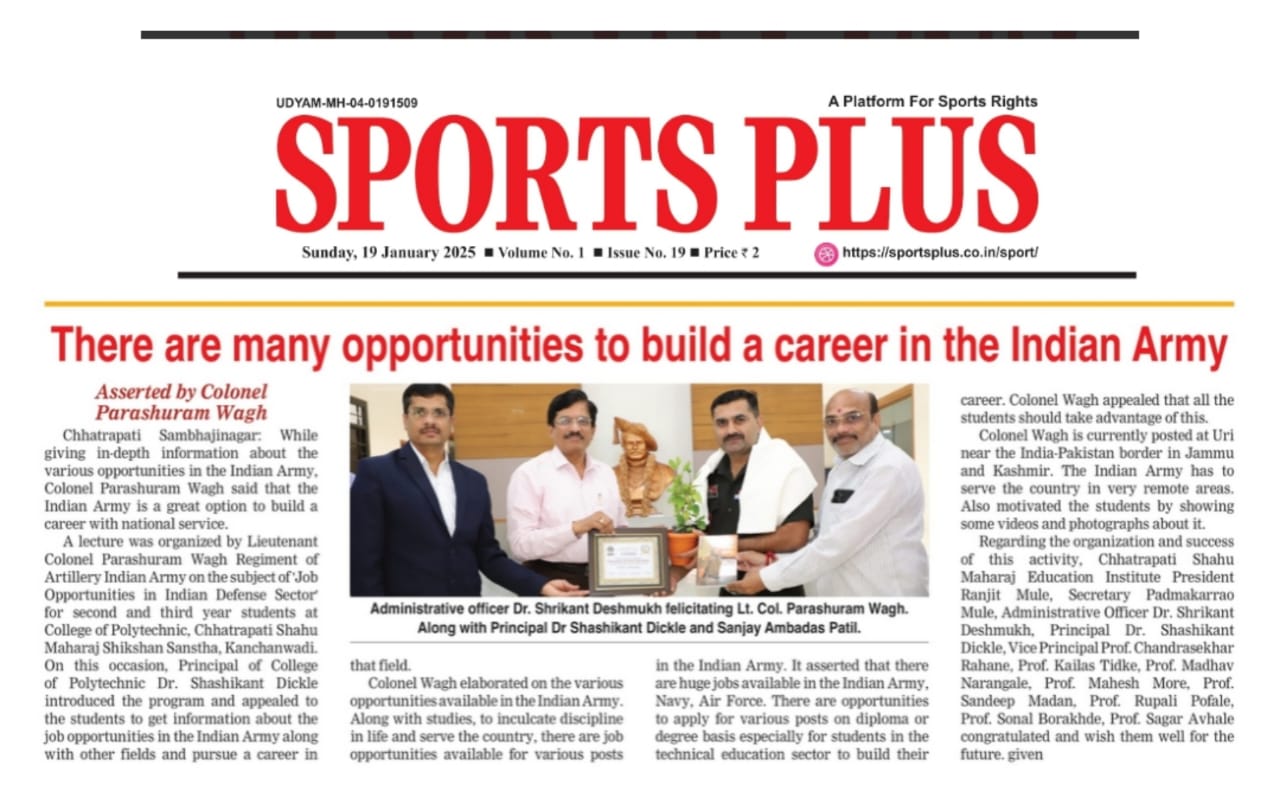 UDYAM-MH-04-0191509
A Platform For Sports Rights
SPORTS PLUS
Sunday, 19 January 2025 ■ Volume No. 1 ■ Issue No. 19 ■ Price ₹ 2
https://sportsplus.co.in/sport/
There are many opportunities to build a career in the Indian Army
Asserted by Colonel
Parashuram Wagh
Chhatrapati Sambhajinagar: While
giving in-depth information about the
various opportunities in the Indian Army,
Colonel Parashuram Wagh said that the
Indian Army is a great option to build a
career with national service.
A lecture was organized by Lieutenant
Colonel Parashuram Wagh Regiment of
Artillery Indian Army on the subject of 'Job
Opportunities in Indian Defense Sector'
for second and third year students at
College of Polytechnic, Chhatrapati Shahu
Maharaj Shikshan Sanstha, Kanchanwadi.
On this occasion, Principal of College
of Polytechnic Dr. Shashikant Dickle
introduced the program and appealed to
the students to get information about the
job opportunities in the Indian Army along
with other fields and pursue a career in
Administrative officer Dr. Shrikant Deshmukh felicitating Lt. Col. Parashuram Wagh.
Along with Principal Dr Shashikant Dickle and Sanjay Ambadas Patil.
that field.
Colonel Wagh elaborated on the various
opportunities available in the Indian Army.
Along with studies, to inculcate discipline
in life and serve the country, there are job
opportunities available for various posts
in the Indian Army. It asserted that there
are huge jobs available in the Indian Army,
Navy, Air Force. There are opportunities
to apply for various posts on diploma or
degree basis especially for students in the
technical education sector to build their
career. Colonel Wagh appealed that all the
students should take advantage of this.
Colonel Wagh is currently posted at Uri
near the India-Pakistan border in Jammu
and Kashmir. The Indian Army has to
serve the country in very remote areas.
Also motivated the students by showing
some videos and photographs about it.
Regarding the organization and success
of this activity, Chhatrapati Shahu
Maharaj Education Institute President
Ranjit Mule, Secretary Padmakarrao
Mule, Administrative Officer Dr. Shrikant
Deshmukh, Principal Dr. Shashikant
Dickle, Vice Principal Prof. Chandrasekhar
Rahane, Prof. Kailas Tidke, Prof. Madhav
Narangale, Prof. Mahesh More, Prof.
Sandeep Madan, Prof. Rupali Pofale,
Prof. Sonal Borakhde, Prof. Sagar Avhale
congratulated and wish them well for the
future. given